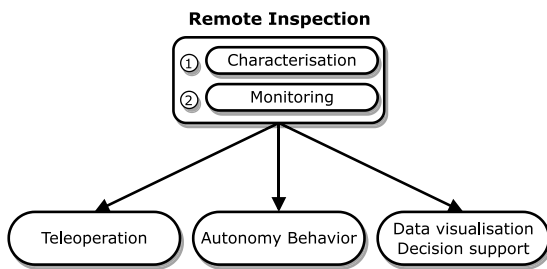 Remote Inspection
1 Characterisation
2 Monitoring
Teleoperation
Autonomy Behavior
Data visualisation
Decision support